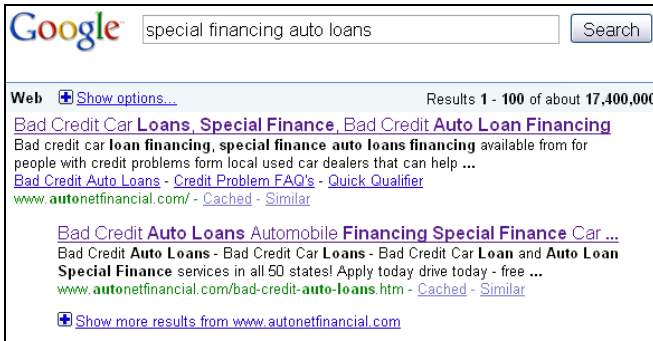 Google special financing auto loans Search
Web Show options... Results 1 - 100 of about 17,400,000
Bad Credit Car Loans, Special Finance, Bad Credit Auto Loan Financing
Bad credit car loan financing, special finance auto loans financing available from for
people with credit problems form local used car dealers that can help ...
Bad Credit Auto Loans - Credit Problem FAQ's - Quick Qualifier
www.autonetfinancial.com/ - Cached - Similar
Bad Credit Auto Loans Automobile Financing Special Finance Car ...
Bad Credit Auto Loans - Bad Credit Car Loans - Bad Credit Car Loan and Auto Loan
Special Finance services in all 50 states! Apply today drive today - free ...
www.autonetfinancial.com/bad-credit-auto-loans.htm - Cached - Similar
Show more results from www.autonetfinancial.com